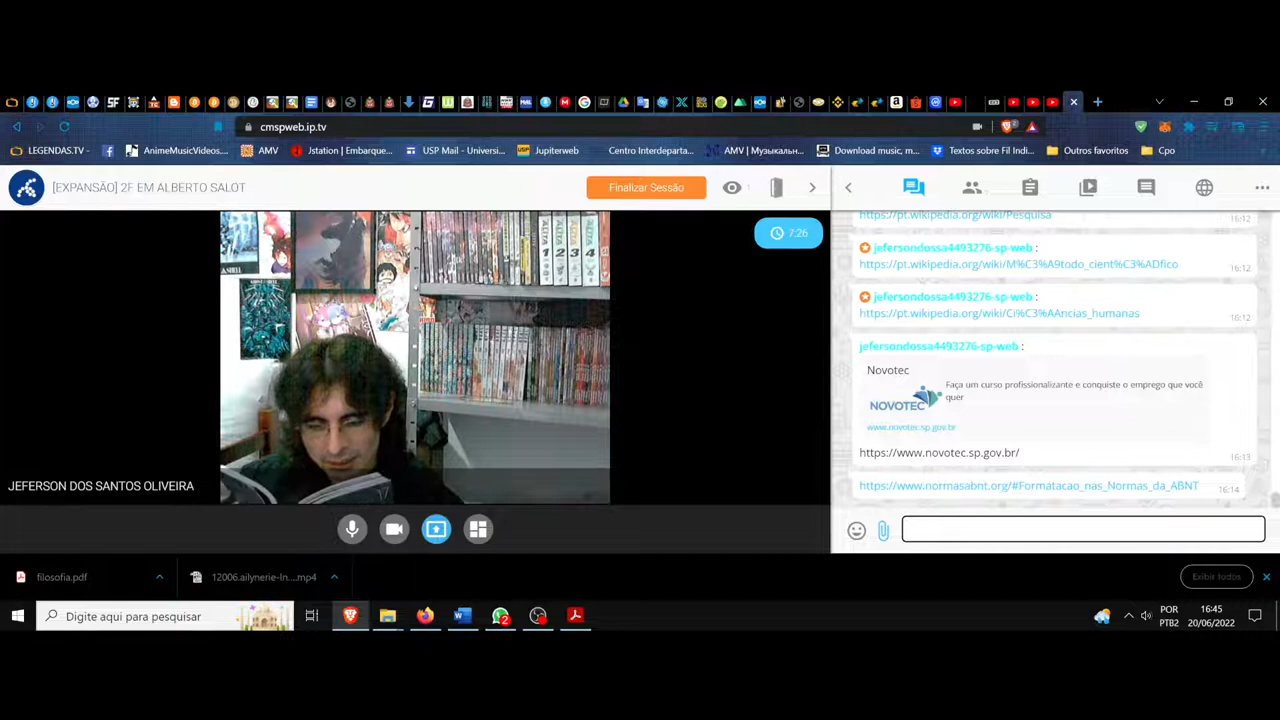 cmspweb.ip.tv
LEGENDAS.TV -
AnimeMusicVideos...
AMV
Jstation | Embarque...
USP Mail - Universi...
Jupiterweb
Centro Interdeparta...
AMV | Музыкальн...
Download music, m...
Textos sobre Fil Indi...
Outros favoritos
Cpo
[EXPANSÃO] 2F EM ALBERTO SALOT
Finalizar Sessão
1
7:26
1 2 3 4
JEFERSON DOS SANTOS OLIVEIRA
https://pt.wikipedia.org/wiki/Pesquisa
16:12
jefersondossa4493276-sp-web :
https://pt.wikipedia.org/wiki/M%C3%A9todo_cient%C3%ADfico
16:12
jefersondossa4493276-sp-web :
https://pt.wikipedia.org/wiki/Ci%C3%AAncias_humanas
16:12
jefersondossa4493276-sp-web :
Novotec
NOVOTEC
Faça um curso profissionalizante e conquiste o emprego que você
quer
www.novotec.sp.gov.br
https://www.novotec.sp.gov.br/
16:13
https://www.normasabnt.org/#Formatacao_nas_Normas_da_ABNT
16:14
filosofia.pdf
12006.ailynerie-In....mp4
Exibir todos
Digite aqui para pesquisar
2
POR
PTB2
16:45
20/06/2022